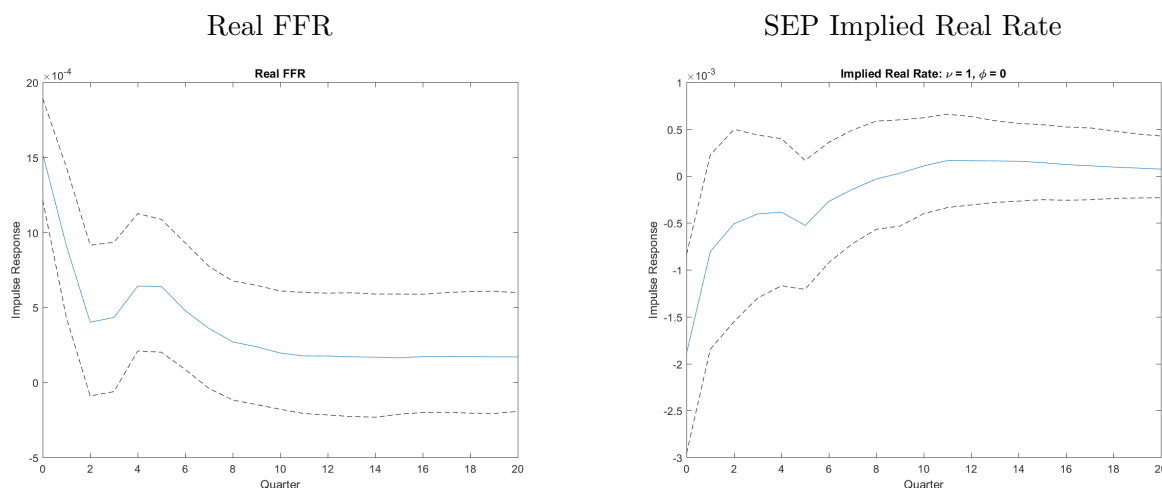 Real FFR
SEP Implied Real Rate
×10⁻⁴
Real FFR
20
15
10
5
0
-5
Impulse Response
0 2 4 6 8 10 12 14 16 18 20
Quarter
×10⁻³
Implied Real Rate: ν = 1, φ = 0
1
0.5
0
-0.5
-1
-1.5
-2
-2.5
-3
Impulse Response
0 2 4 6 8 10 12 14 16 18 20
Quarter